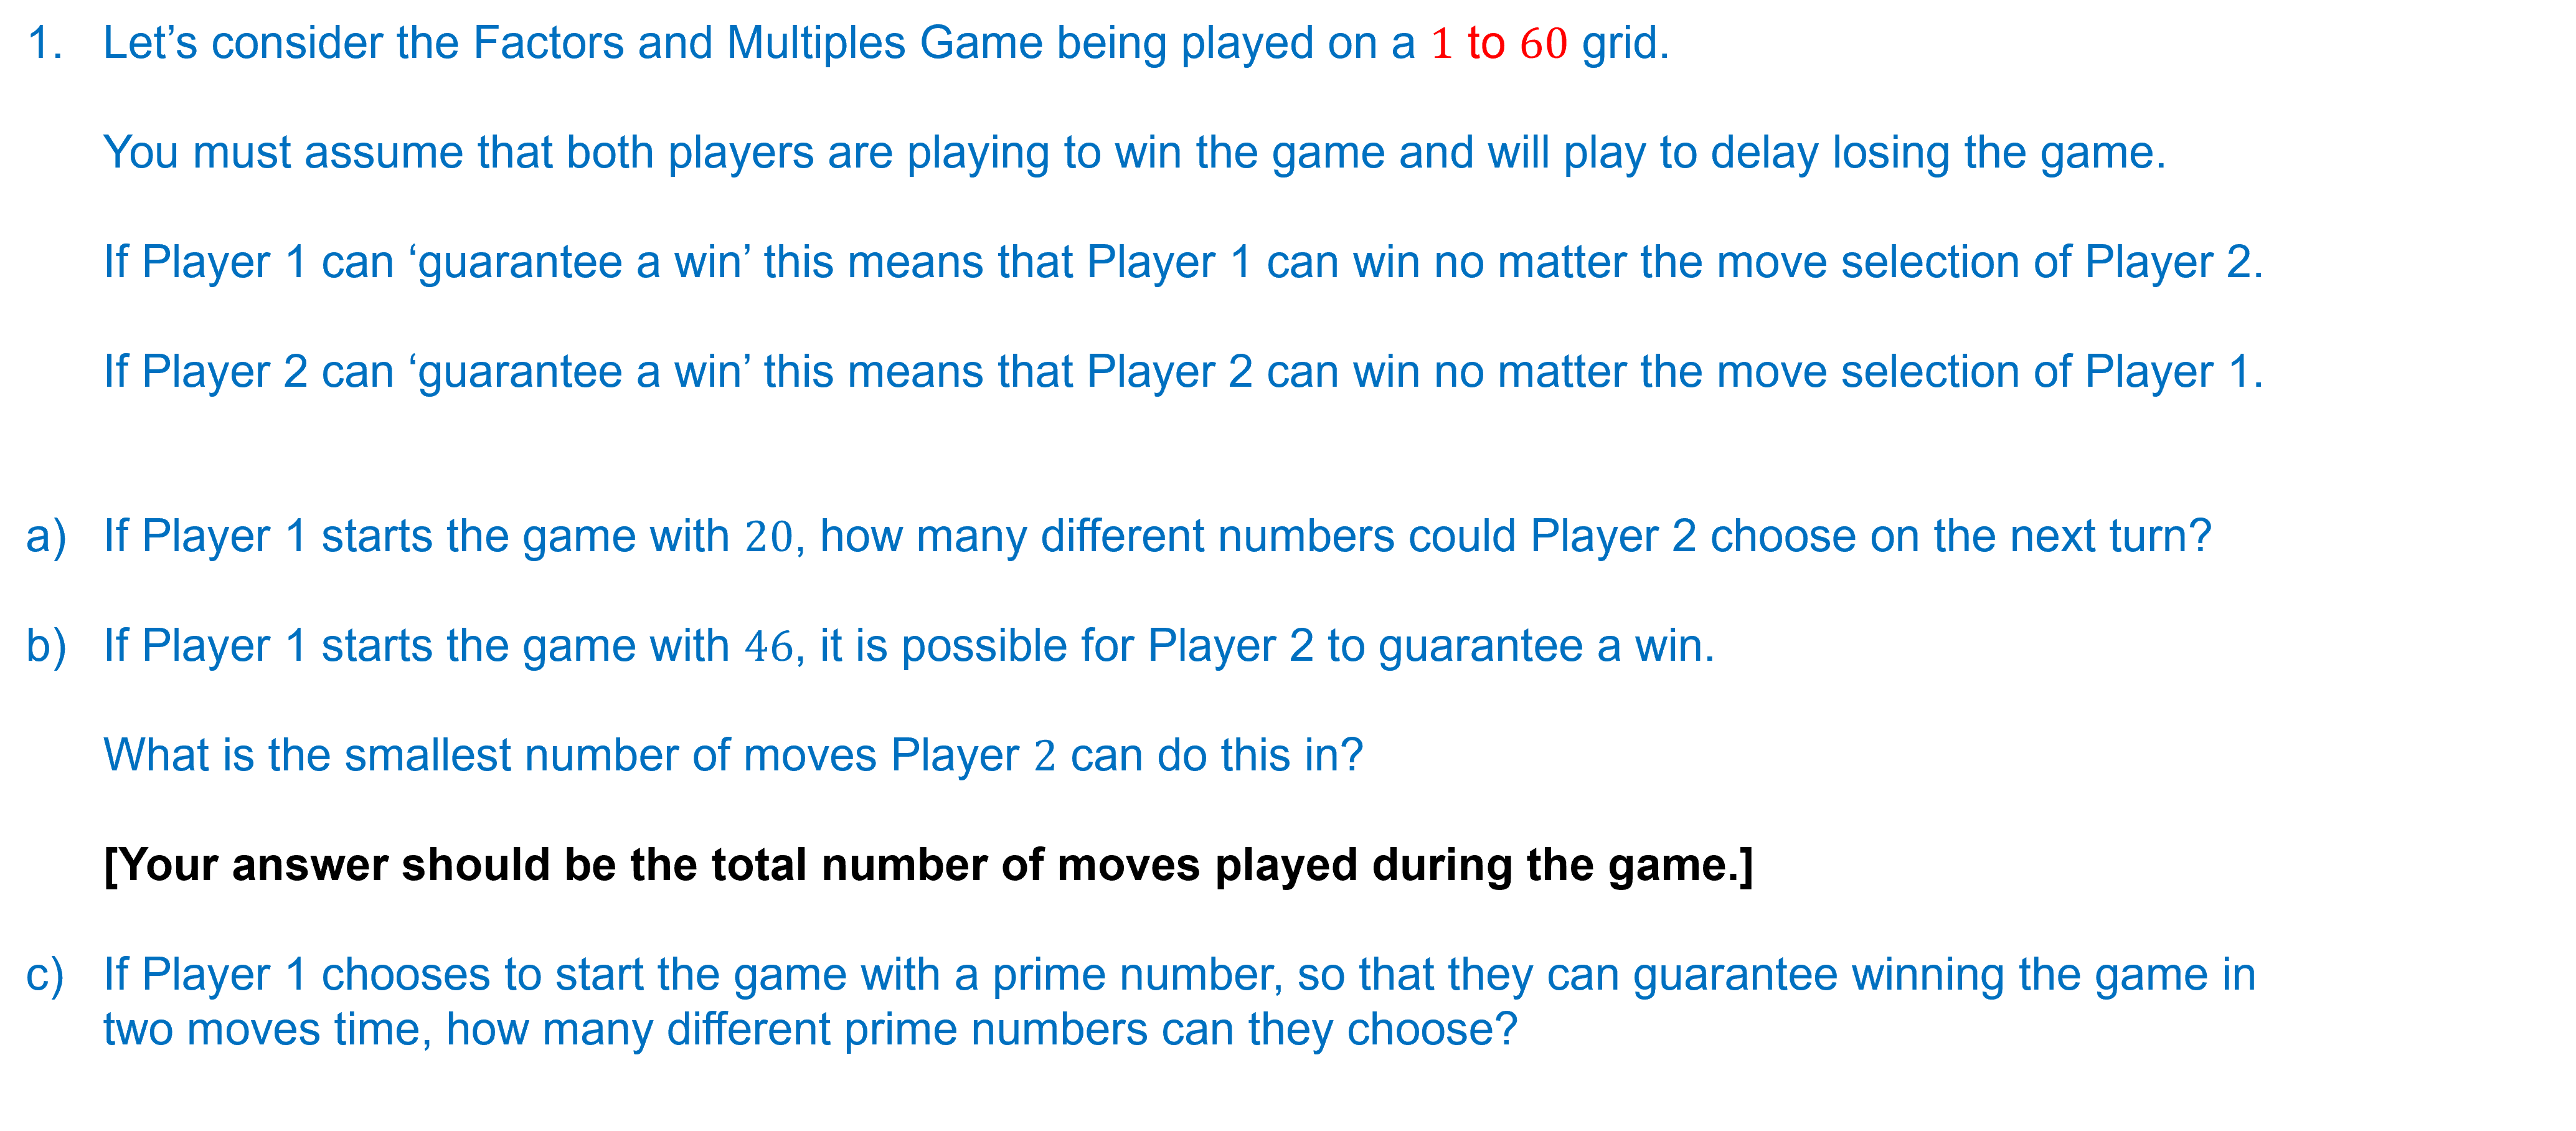 1. Let’s consider the Factors and Multiples Game being played on a 1 to 60 grid.
You must assume that both players are playing to win the game and will play to delay losing the game.
If Player 1 can ‘guarantee a win’ this means that Player 1 can win no matter the move selection of Player 2.
If Player 2 can ‘guarantee a win’ this means that Player 2 can win no matter the move selection of Player 1.
a) If Player 1 starts the game with 20, how many different numbers could Player 2 choose on the next turn?
b) If Player 1 starts the game with 46, it is possible for Player 2 to guarantee a win.
What is the smallest number of moves Player 2 can do this in?
[Your answer should be the total number of moves played during the game.]
c) If Player 1 chooses to start the game with a prime number, so that they can guarantee winning the game in
two moves time, how many different prime numbers can they choose?